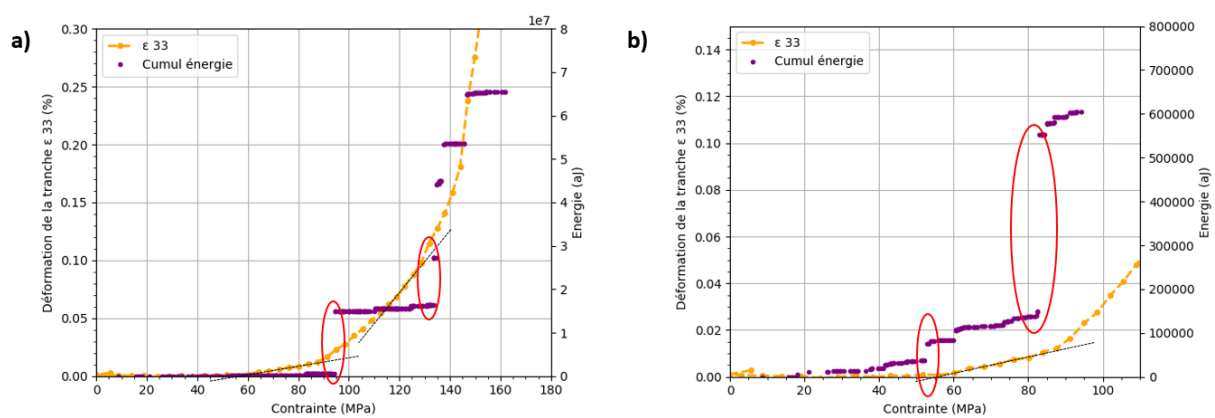 a)
1e7
ε 33
Cumul énergie
Déformation de la tranche ε 33 (%)
0.30
0.25
0.20
0.15
0.10
0.05
0.00
8
7
6
5
4
3
2
1
0
Energie (aJ)
0 20 40 60 80 100 120 140 160 180
Contrainte (MPa)
b)
ε 33
Cumul énergie
Déformation de la tranche ε 33 (%)
0.14
0.12
0.10
0.08
0.06
0.04
0.02
0.00
800000
700000
600000
500000
400000
300000
200000
100000
0
Energie (aJ)
0 20 40 60 80 100
Contrainte (MPa)